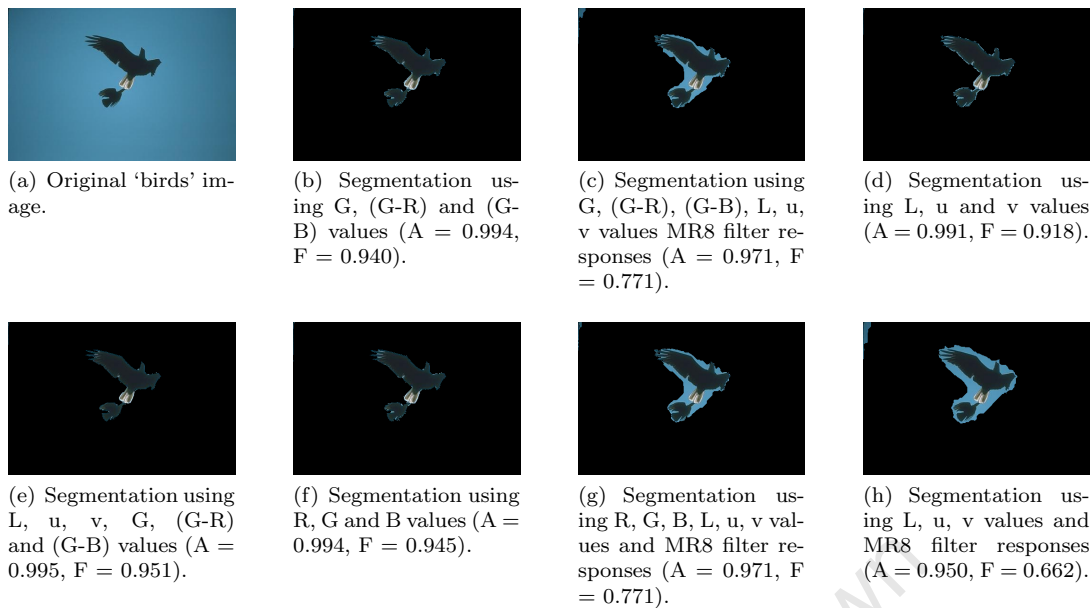 (a) Original ‘birds’ im-
age.
(b) Segmentation us-
ing G, (G-R) and (G-
B) values (A = 0.994,
F = 0.940).
(c) Segmentation using
G, (G-R), (G-B), L, u,
v values MR8 filter re-
sponses (A = 0.971, F
= 0.771).
(d) Segmentation us-
ing L, u and v values
(A = 0.991, F = 0.918).
(e) Segmentation using
L, u, v, G, (G-R)
and (G-B) values (A =
0.995, F = 0.951).
(f) Segmentation using
R, G and B values (A =
0.994, F = 0.945).
(g) Segmentation us-
ing R, G, B, L, u, v val-
ues and MR8 filter re-
sponses (A = 0.971, F
= 0.771).
(h) Segmentation us-
ing L, u, v values and
MR8 filter responses
(A = 0.950, F = 0.662).